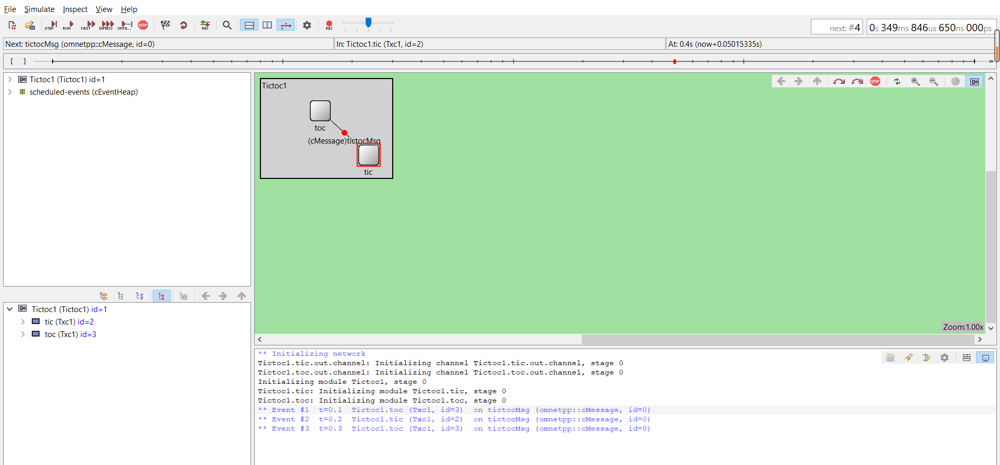 File Simulate Inspect View Help
STEP RUN FAST EXPRESS UNTIL... STOP REC REC next: #4 0s 349ms 846us 650ns 000ps
Next: tictocMsg (omnetpp::cMessage, id=0) In: Tictoc1.tic (Txc1, id=2) At: 0.4s (now+0.05015335s)
[ ]
Tictoc1 (Tictoc1) id=1
scheduled-events (cEventHeap)
Tictoc1 (Tictoc1) id=1
tic (Txc1) id=2
toc (Txc1) id=3
STOP
Tictoc1
toc
(cMessage)tictocMsg
tic
Zoom:1.00x
** Initializing network
Tictoc1.tic.out.channel: Initializing channel Tictoc1.tic.out.channel, stage 0
Tictoc1.toc.out.channel: Initializing channel Tictoc1.toc.out.channel, stage 0
Initializing module Tictoc1, stage 0
Tictoc1.tic: Initializing module Tictoc1.tic, stage 0
Tictoc1.toc: Initializing module Tictoc1.toc, stage 0
** Event #1 t=0.1 Tictoc1.toc (Txc1, id=3) on tictocMsg (omnetpp::cMessage, id=0)
** Event #2 t=0.2 Tictoc1.tic (Txc1, id=2) on tictocMsg (omnetpp::cMessage, id=0)
** Event #3 t=0.3 Tictoc1.toc (Txc1, id=3) on tictocMsg (omnetpp::cMessage, id=0)